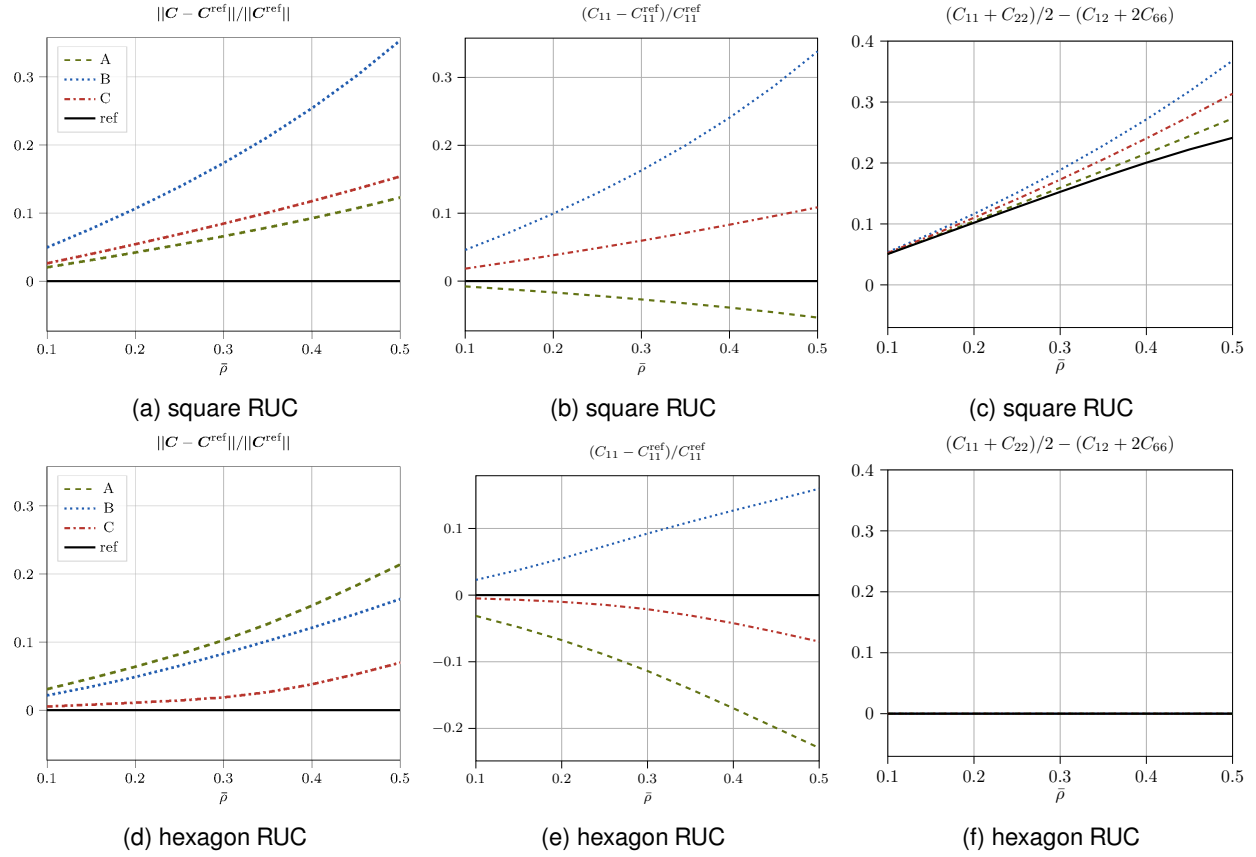 ||C − C^ref||/||C^ref||
0.3
0.2
0.1
0
0.1
0.2
0.3
0.4
0.5
ρ̄
A
B
C
ref
(a) square RUC
(C₁₁ − C₁₁^ref)/C₁₁^ref
0.3
0.2
0.1
0
0.1
0.2
0.3
0.4
0.5
ρ̄
(b) square RUC
(C₁₁ + C₂₂)/2 − (C₁₂ + 2C₆₆)
0.4
0.3
0.2
0.1
0
0.1
0.2
0.3
0.4
0.5
ρ̄
(c) square RUC
||C − C^ref||/||C^ref||
0.3
0.2
0.1
0
0.1
0.2
0.3
0.4
0.5
ρ̄
A
B
C
ref
(d) hexagon RUC
(C₁₁ − C₁₁^ref)/C₁₁^ref
0.1
0
−0.1
−0.2
0.1
0.2
0.3
0.4
0.5
ρ̄
(e) hexagon RUC
(C₁₁ + C₂₂)/2 − (C₁₂ + 2C₆₆)
0.4
0.3
0.2
0.1
0
0.1
0.2
0.3
0.4
0.5
ρ̄
(f) hexagon RUC